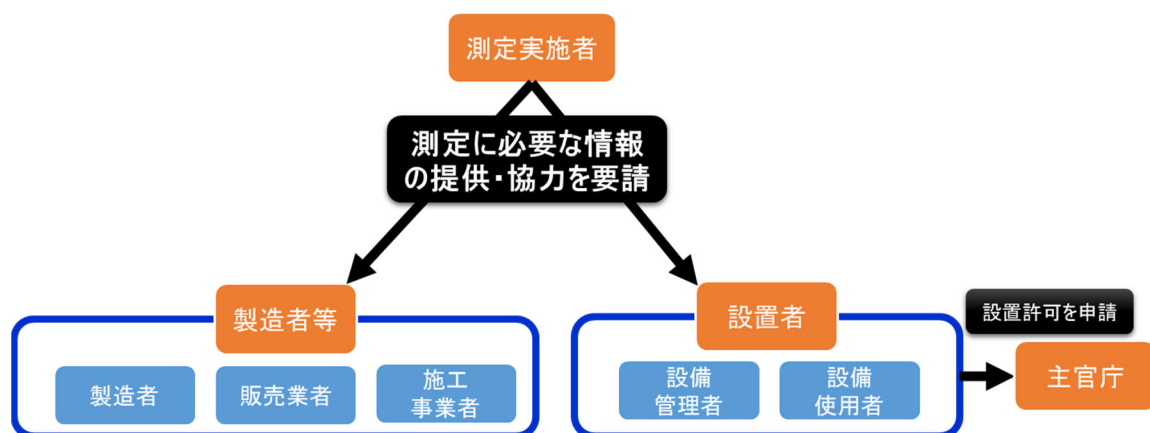 測定実施者
測定に必要な情報
の提供・協力を要請
製造者等
設置者
設置許可を申請
製造者
販売業者
施工
事業者
設備
管理者
設備
使用者
主官庁